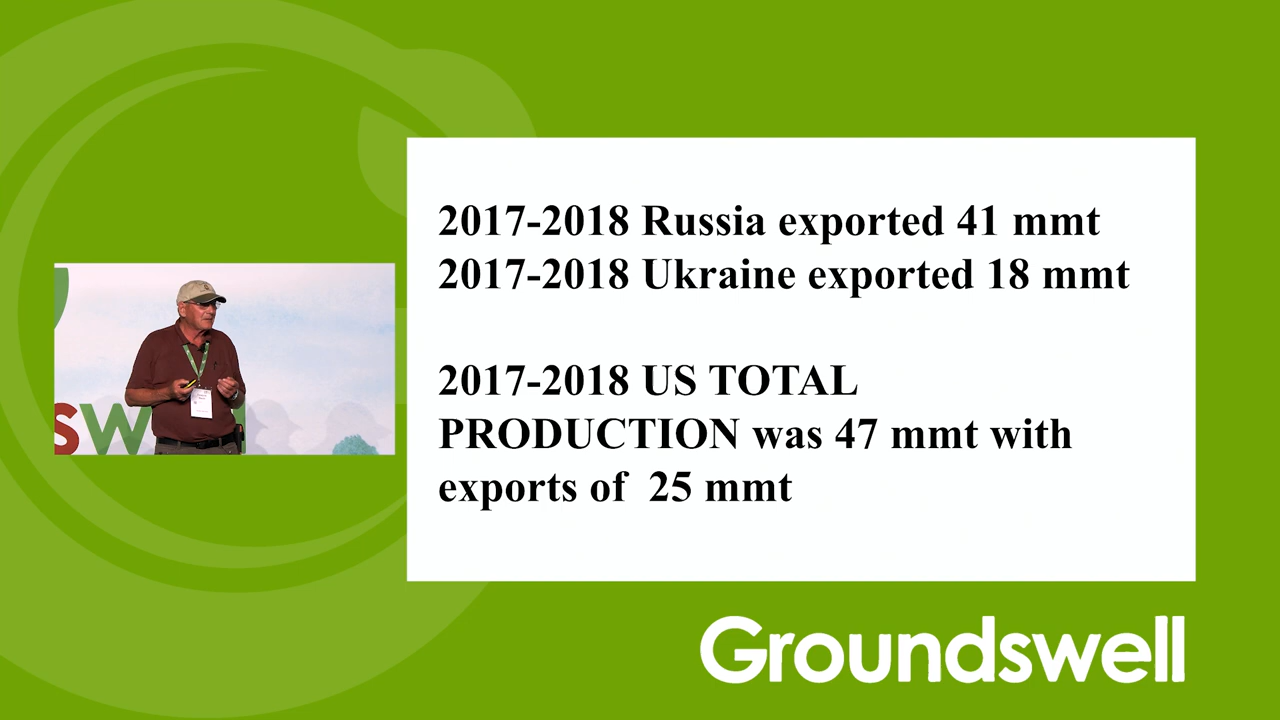 2017-2018 Russia exported 41 mmt
2017-2018 Ukraine exported 18 mmt
2017-2018 US TOTAL
PRODUCTION was 47 mmt with
exports of 25 mmt
SW
Groundswell